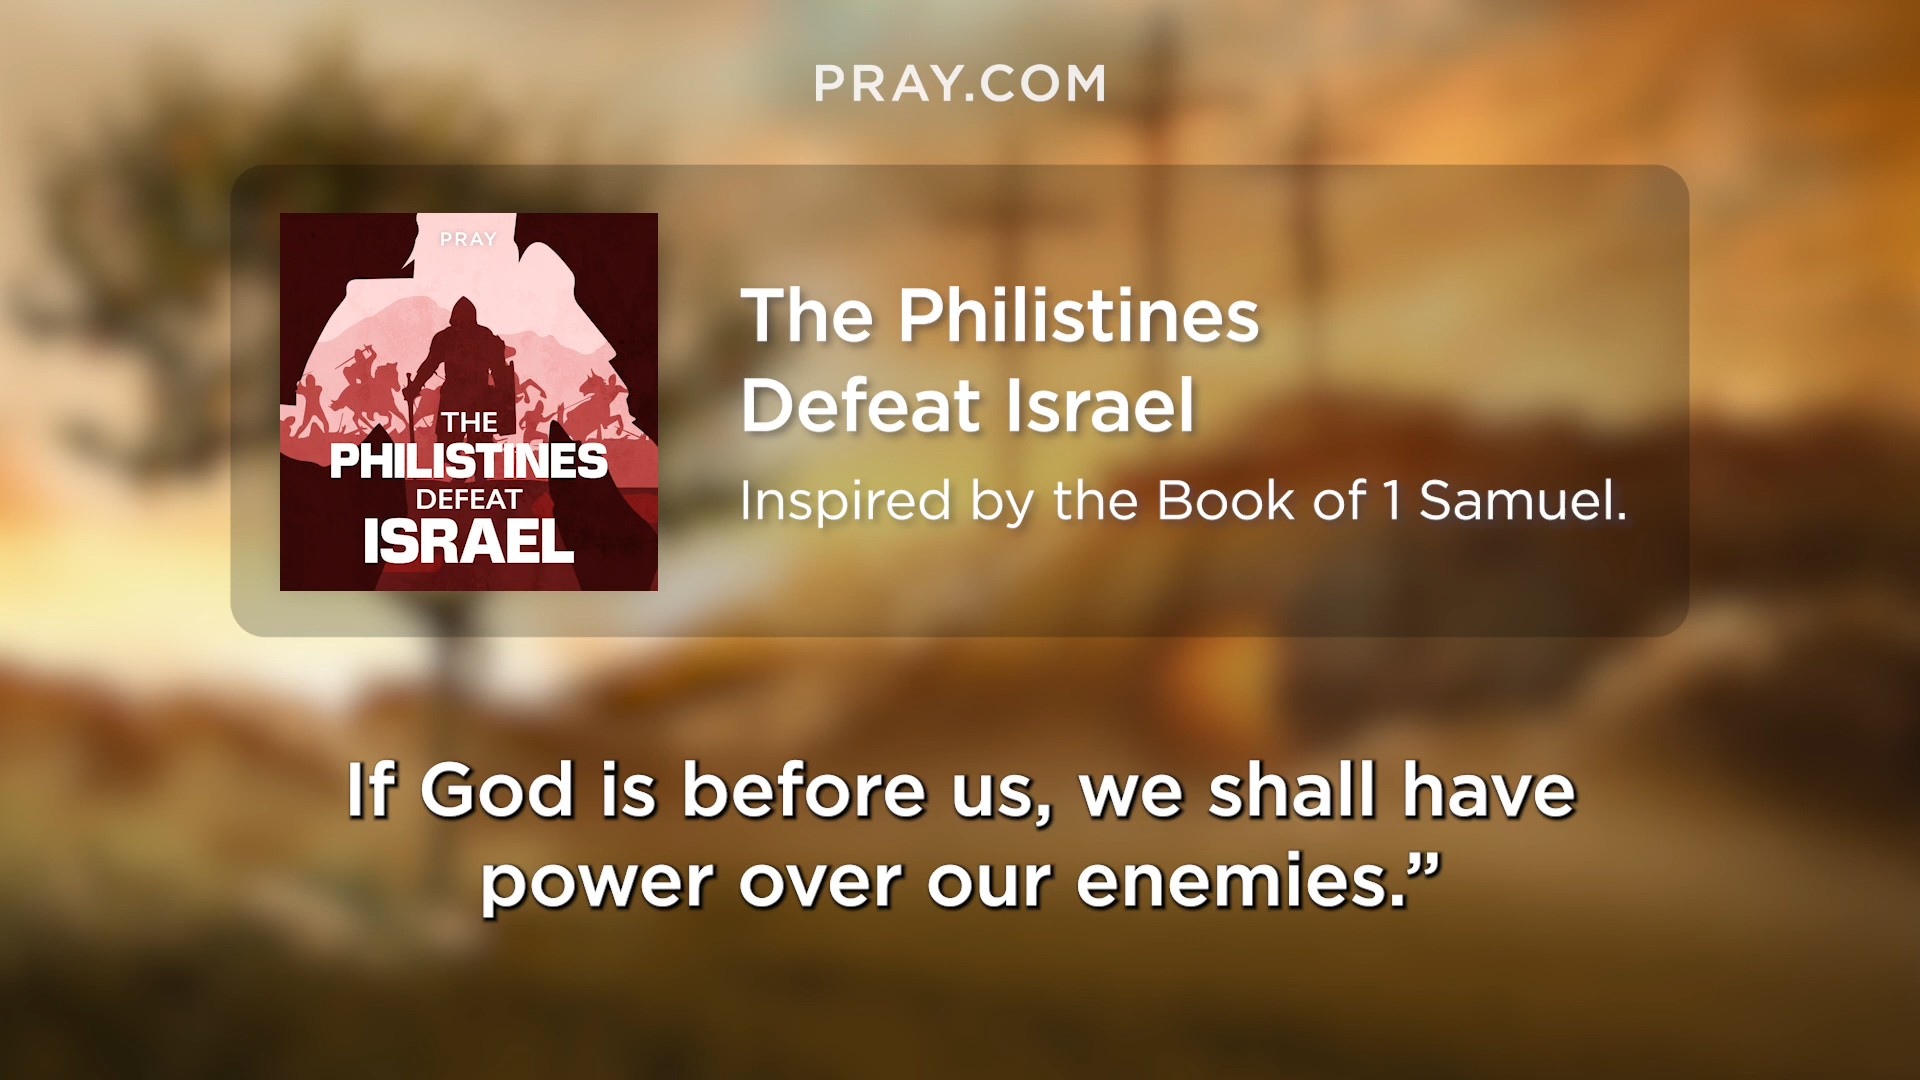 PRAY.COM
PRAY
THE
PHILISTINES
DEFEAT
ISRAEL
The Philistines
Defeat Israel
Inspired by the Book of 1 Samuel.
If God is before us, we shall have
power over our enemies.”